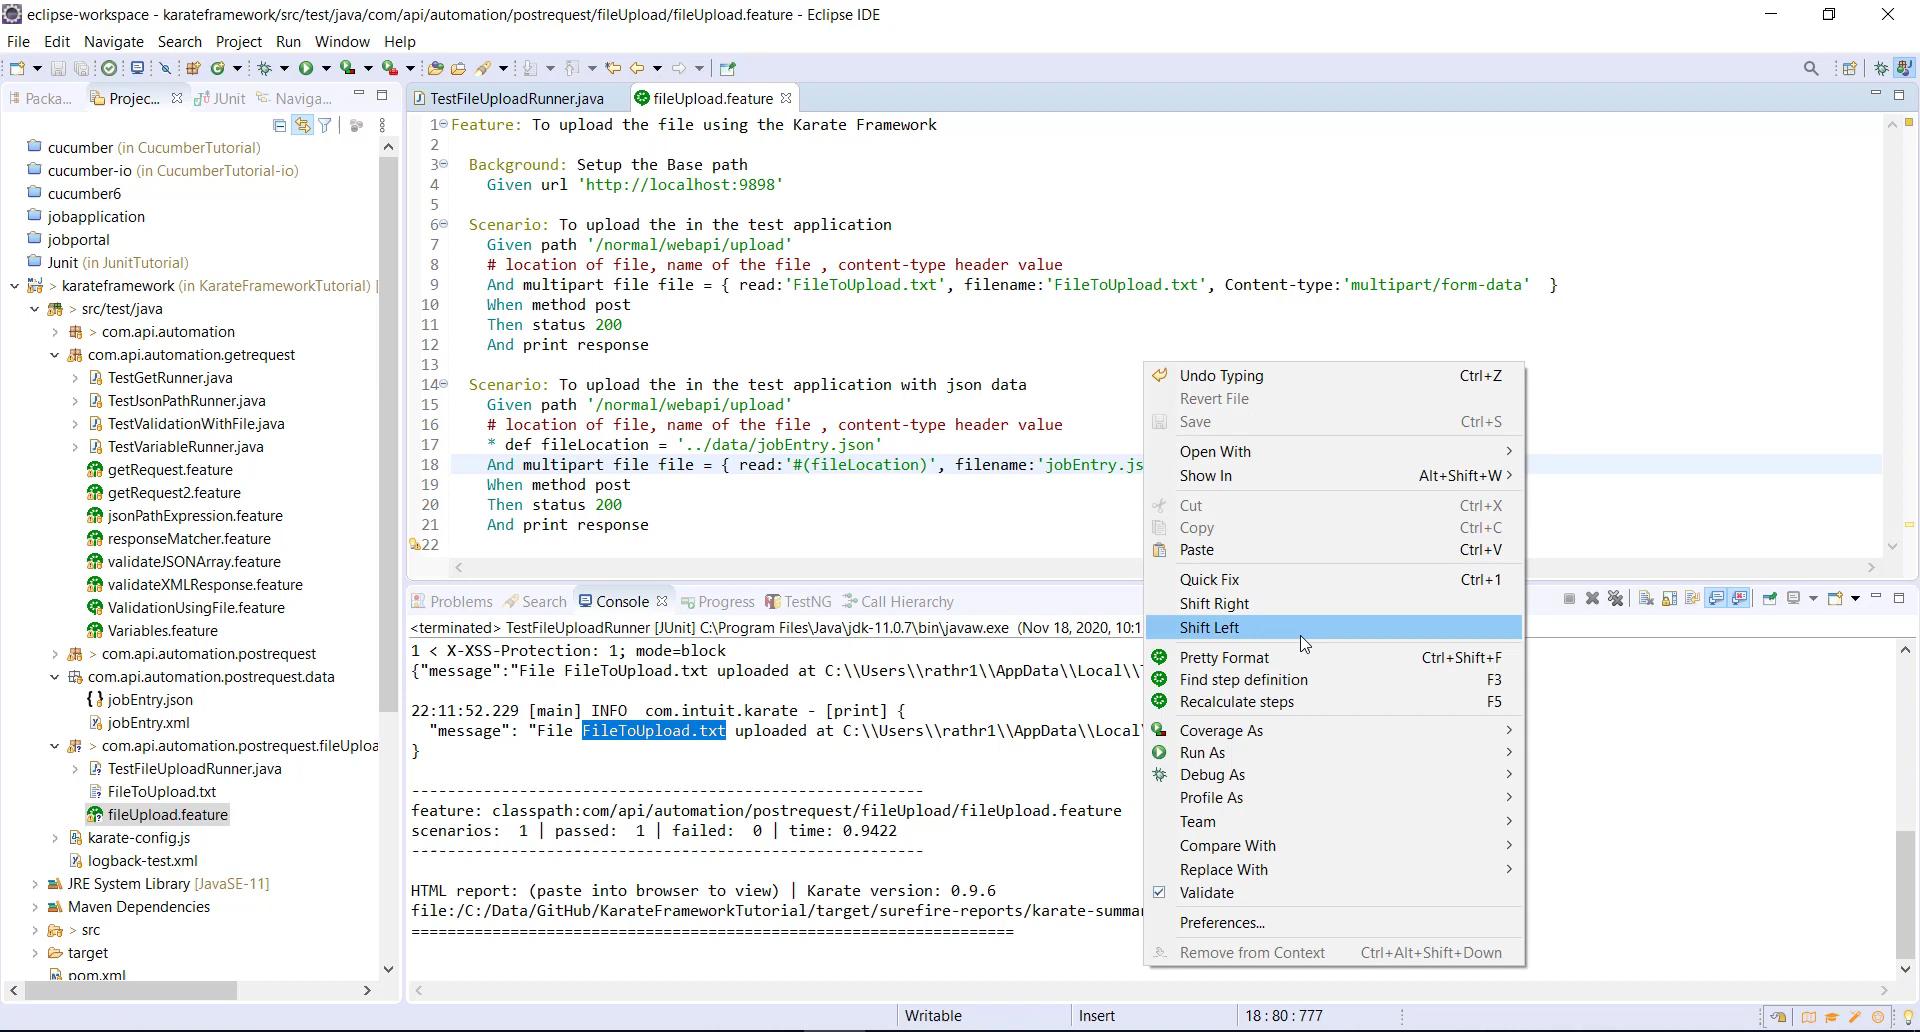 eclipse-workspace - karateframework/src/test/java/com/api/automation/postrequest/fileUpload/fileUpload.feature - Eclipse IDE
File Edit Navigate Search Project Run Window Help
Packa... Projec... JUnit Naviga...
cucumber (in CucumberTutorial)
cucumber-io (in CucumberTutorial-io)
cucumber6
jobapplication
jobportal
Junit (in JunitTutorial)
> karateframework (in KarateFrameworkTutorial) [
> src/test/java
> com.api.automation
com.api.automation.getrequest
TestGetRunner.java
TestJsonPathRunner.java
TestValidationWithFile.java
TestVariableRunner.java
getRequest.feature
getRequest2.feature
jsonPathExpression.feature
responseMatcher.feature
validateJSONArray.feature
validateXMLResponse.feature
ValidationUsingFile.feature
Variables.feature
> com.api.automation.postrequest
com.api.automation.postrequest.data
jobEntry.json
jobEntry.xml
> com.api.automation.postrequest.fileUploa
TestFileUploadRunner.java
FileToUpload.txt
fileUpload.feature
karate-config.js
logback-test.xml
JRE System Library [JavaSE-11]
Maven Dependencies
> src
target
pom.xml
TestFileUploadRunner.java fileUpload.feature
1 Feature: To upload the file using the Karate Framework
2
3 Background: Setup the Base path
4 Given url 'http://localhost:9898'
5
6 Scenario: To upload the in the test application
7 Given path '/normal/webapi/upload'
8 # location of file, name of the file , content-type header value
9 And multipart file file = { read:'FileToUpload.txt', filename:'FileToUpload.txt', Content-type:'multipart/form-data' }
10 When method post
11 Then status 200
12 And print response
13
14 Scenario: To upload the in the test application with json data
15 Given path '/normal/webapi/upload'
16 # location of file, name of the file , content-type header value
17 * def fileLocation = '../data/jobEntry.json'
18 And multipart file file = { read:'#(fileLocation)', filename:'jobEntry.js
19 When method post
20 Then status 200
21 And print response
22
Problems Search Console Progress TestNG Call Hierarchy
<terminated> TestFileUploadRunner [JUnit] C:\Program Files\Java\jdk-11.0.7\bin\javaw.exe (Nov 18, 2020, 10:1
1 < X-XSS-Protection: 1; mode=block
{"message":"File FileToUpload.txt uploaded at C:\\Users\\rathr1\\AppData\\Local\\
22:11:52.229 [main] INFO com.intuit.karate - [print] {
"message": "File FileToUpload.txt uploaded at C:\\Users\\rathr1\\AppData\\Local
}
---------------------------------------------------------
feature: classpath:com/api/automation/postrequest/fileUpload/fileUpload.feature
scenarios: 1 | passed: 1 | failed: 0 | time: 0.9422
---------------------------------------------------------
HTML report: (paste into browser to view) | Karate version: 0.9.6
file:/C:/Data/GitHub/KarateFrameworkTutorial/target/surefire-reports/karate-summa
===================================================================
Undo Typing Ctrl+Z
Revert File
Save Ctrl+S
Open With
Show In Alt+Shift+W
Cut Ctrl+X
Copy Ctrl+C
Paste Ctrl+V
Quick Fix Ctrl+1
Shift Right
Shift Left
Pretty Format Ctrl+Shift+F
Find step definition F3
Recalculate steps F5
Coverage As
Run As
Debug As
Profile As
Team
Compare With
Replace With
Validate
Preferences...
Remove from Context Ctrl+Alt+Shift+Down
Writable Insert 18 : 80 : 777